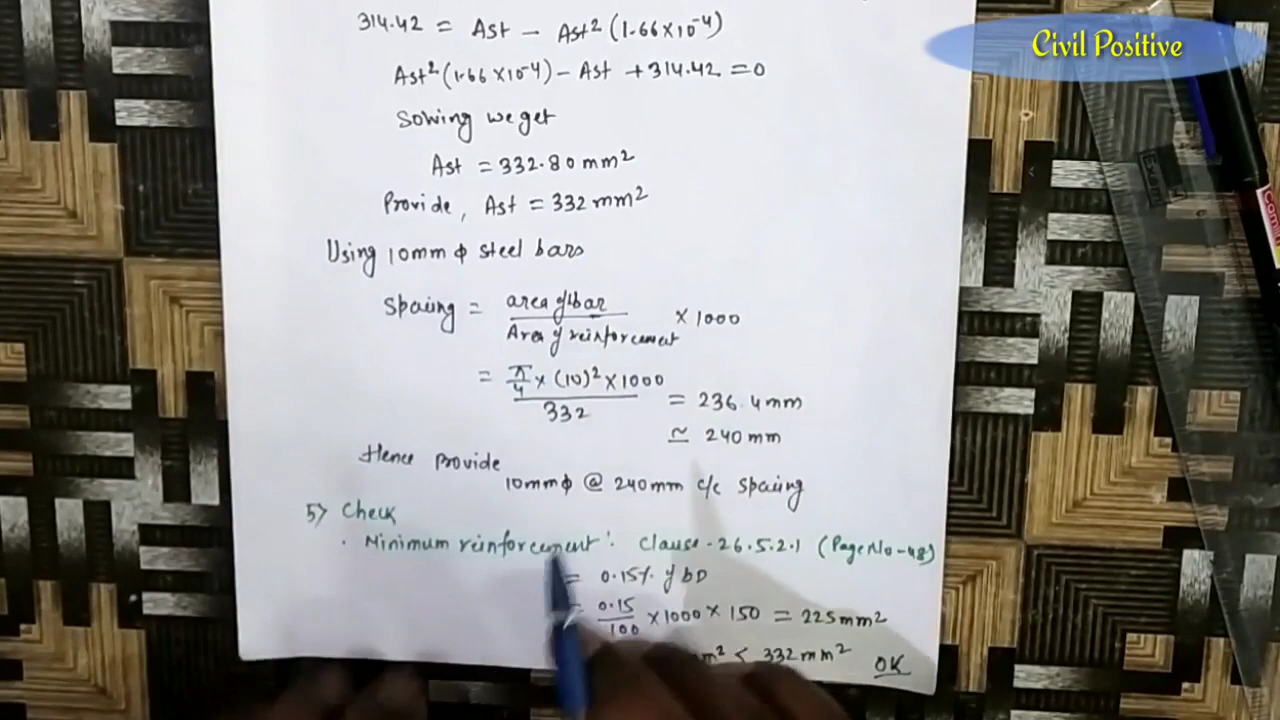 Civil Positive
314.42 = Ast - Ast² (1.66×10⁻⁴)
Ast² (1.66×10⁻⁴) - Ast + 314.42 = 0
Solving we get
Ast = 332.80 mm²
Provide, Ast = 332 mm²
Using 10mm ϕ steel bars
Spacing = area of 1 bar / Area of reinforcement × 1000
= π/4 × (10)² × 1000 / 332 = 236.4 mm
≃ 240 mm
Hence provide
10mm ϕ @ 240mm c/c spacing
5) Check
· Minimum reinforcement : Clause - 26.5.2.1 (Page No - 48)
= 0.15% of bD
= 0.15/100 × 1000 × 150 = 225mm²
mm² < 332 mm² OK